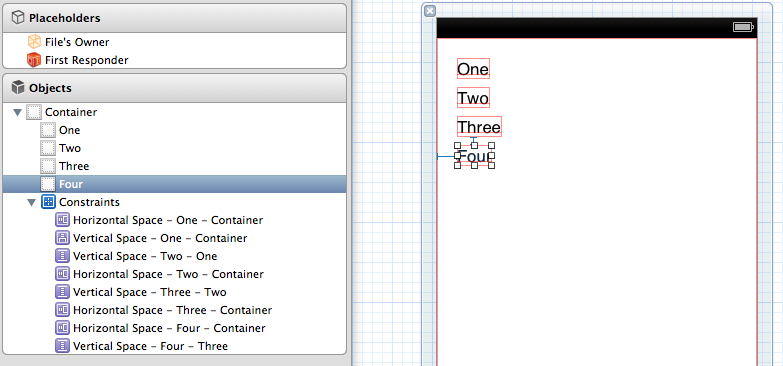 Placeholders
File's Owner
First Responder
Objects
Container
One
Two
Three
Four
Constraints
Horizontal Space - One - Container
Vertical Space - One - Container
Vertical Space - Two - One
Horizontal Space - Two - Container
Vertical Space - Three - Two
Horizontal Space - Three - Container
Horizontal Space - Four - Container
Vertical Space - Four - Three
One
Two
Three
Four